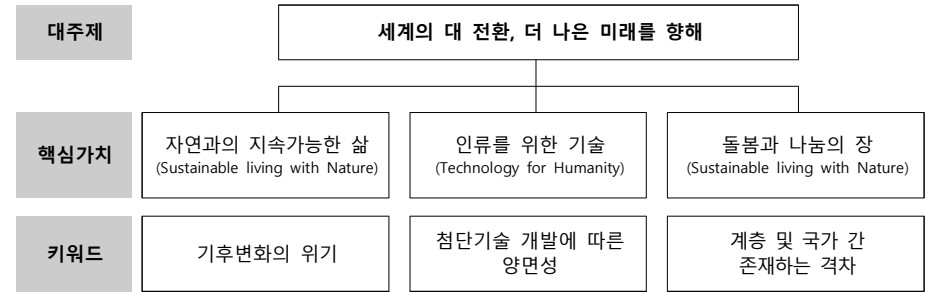 대주제
세계의 대 전환, 더 나은 미래를 향해
핵심가치
자연과의 지속가능한 삶
(Sustainable living with Nature)
인류를 위한 기술
(Technology for Humanity)
돌봄과 나눔의 장
(Sustainable living with Nature)
키워드
기후변화의 위기
첨단기술 개발에 따른
양면성
계층 및 국가 간
존재하는 격차